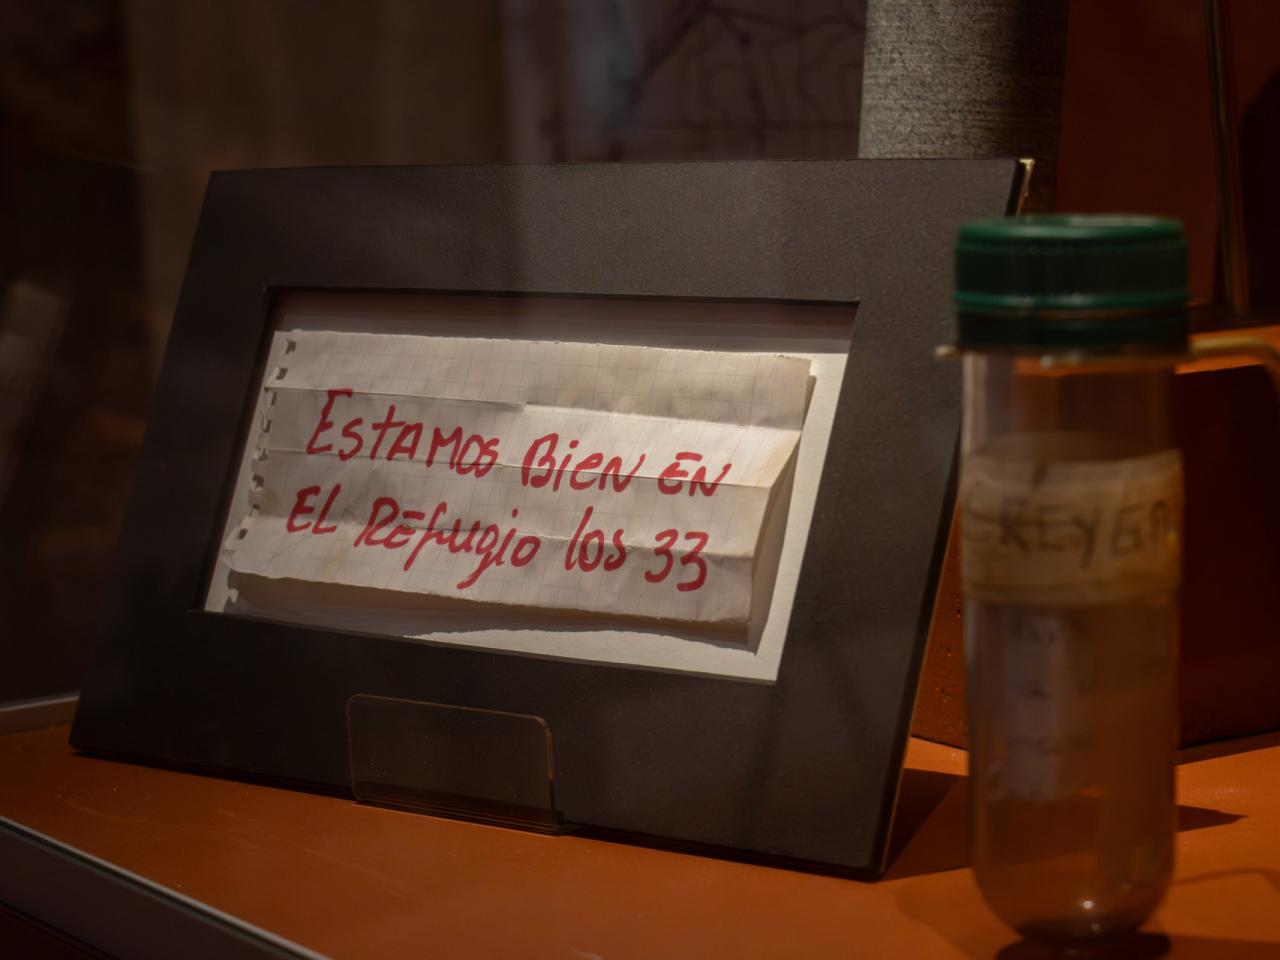 EstAMOS Bien EN
EL REfugio los 33